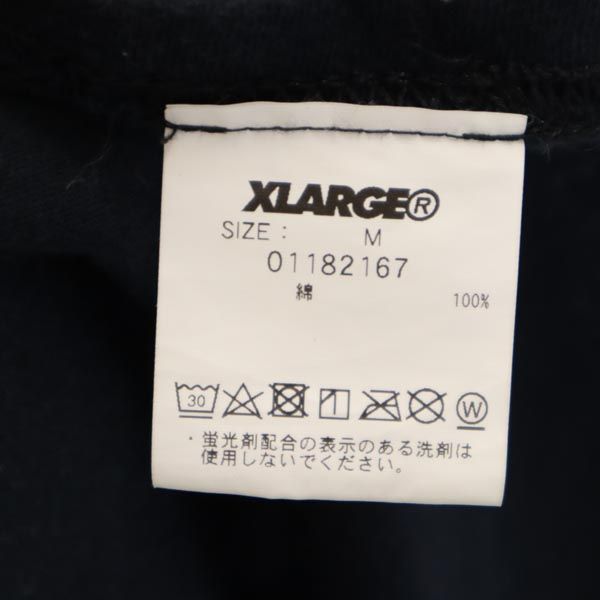 XLARGE®
SIZE : M
01182167
綿 100%
30 W
・蛍光剤配合の表示のある洗剤は
使用しないでください。